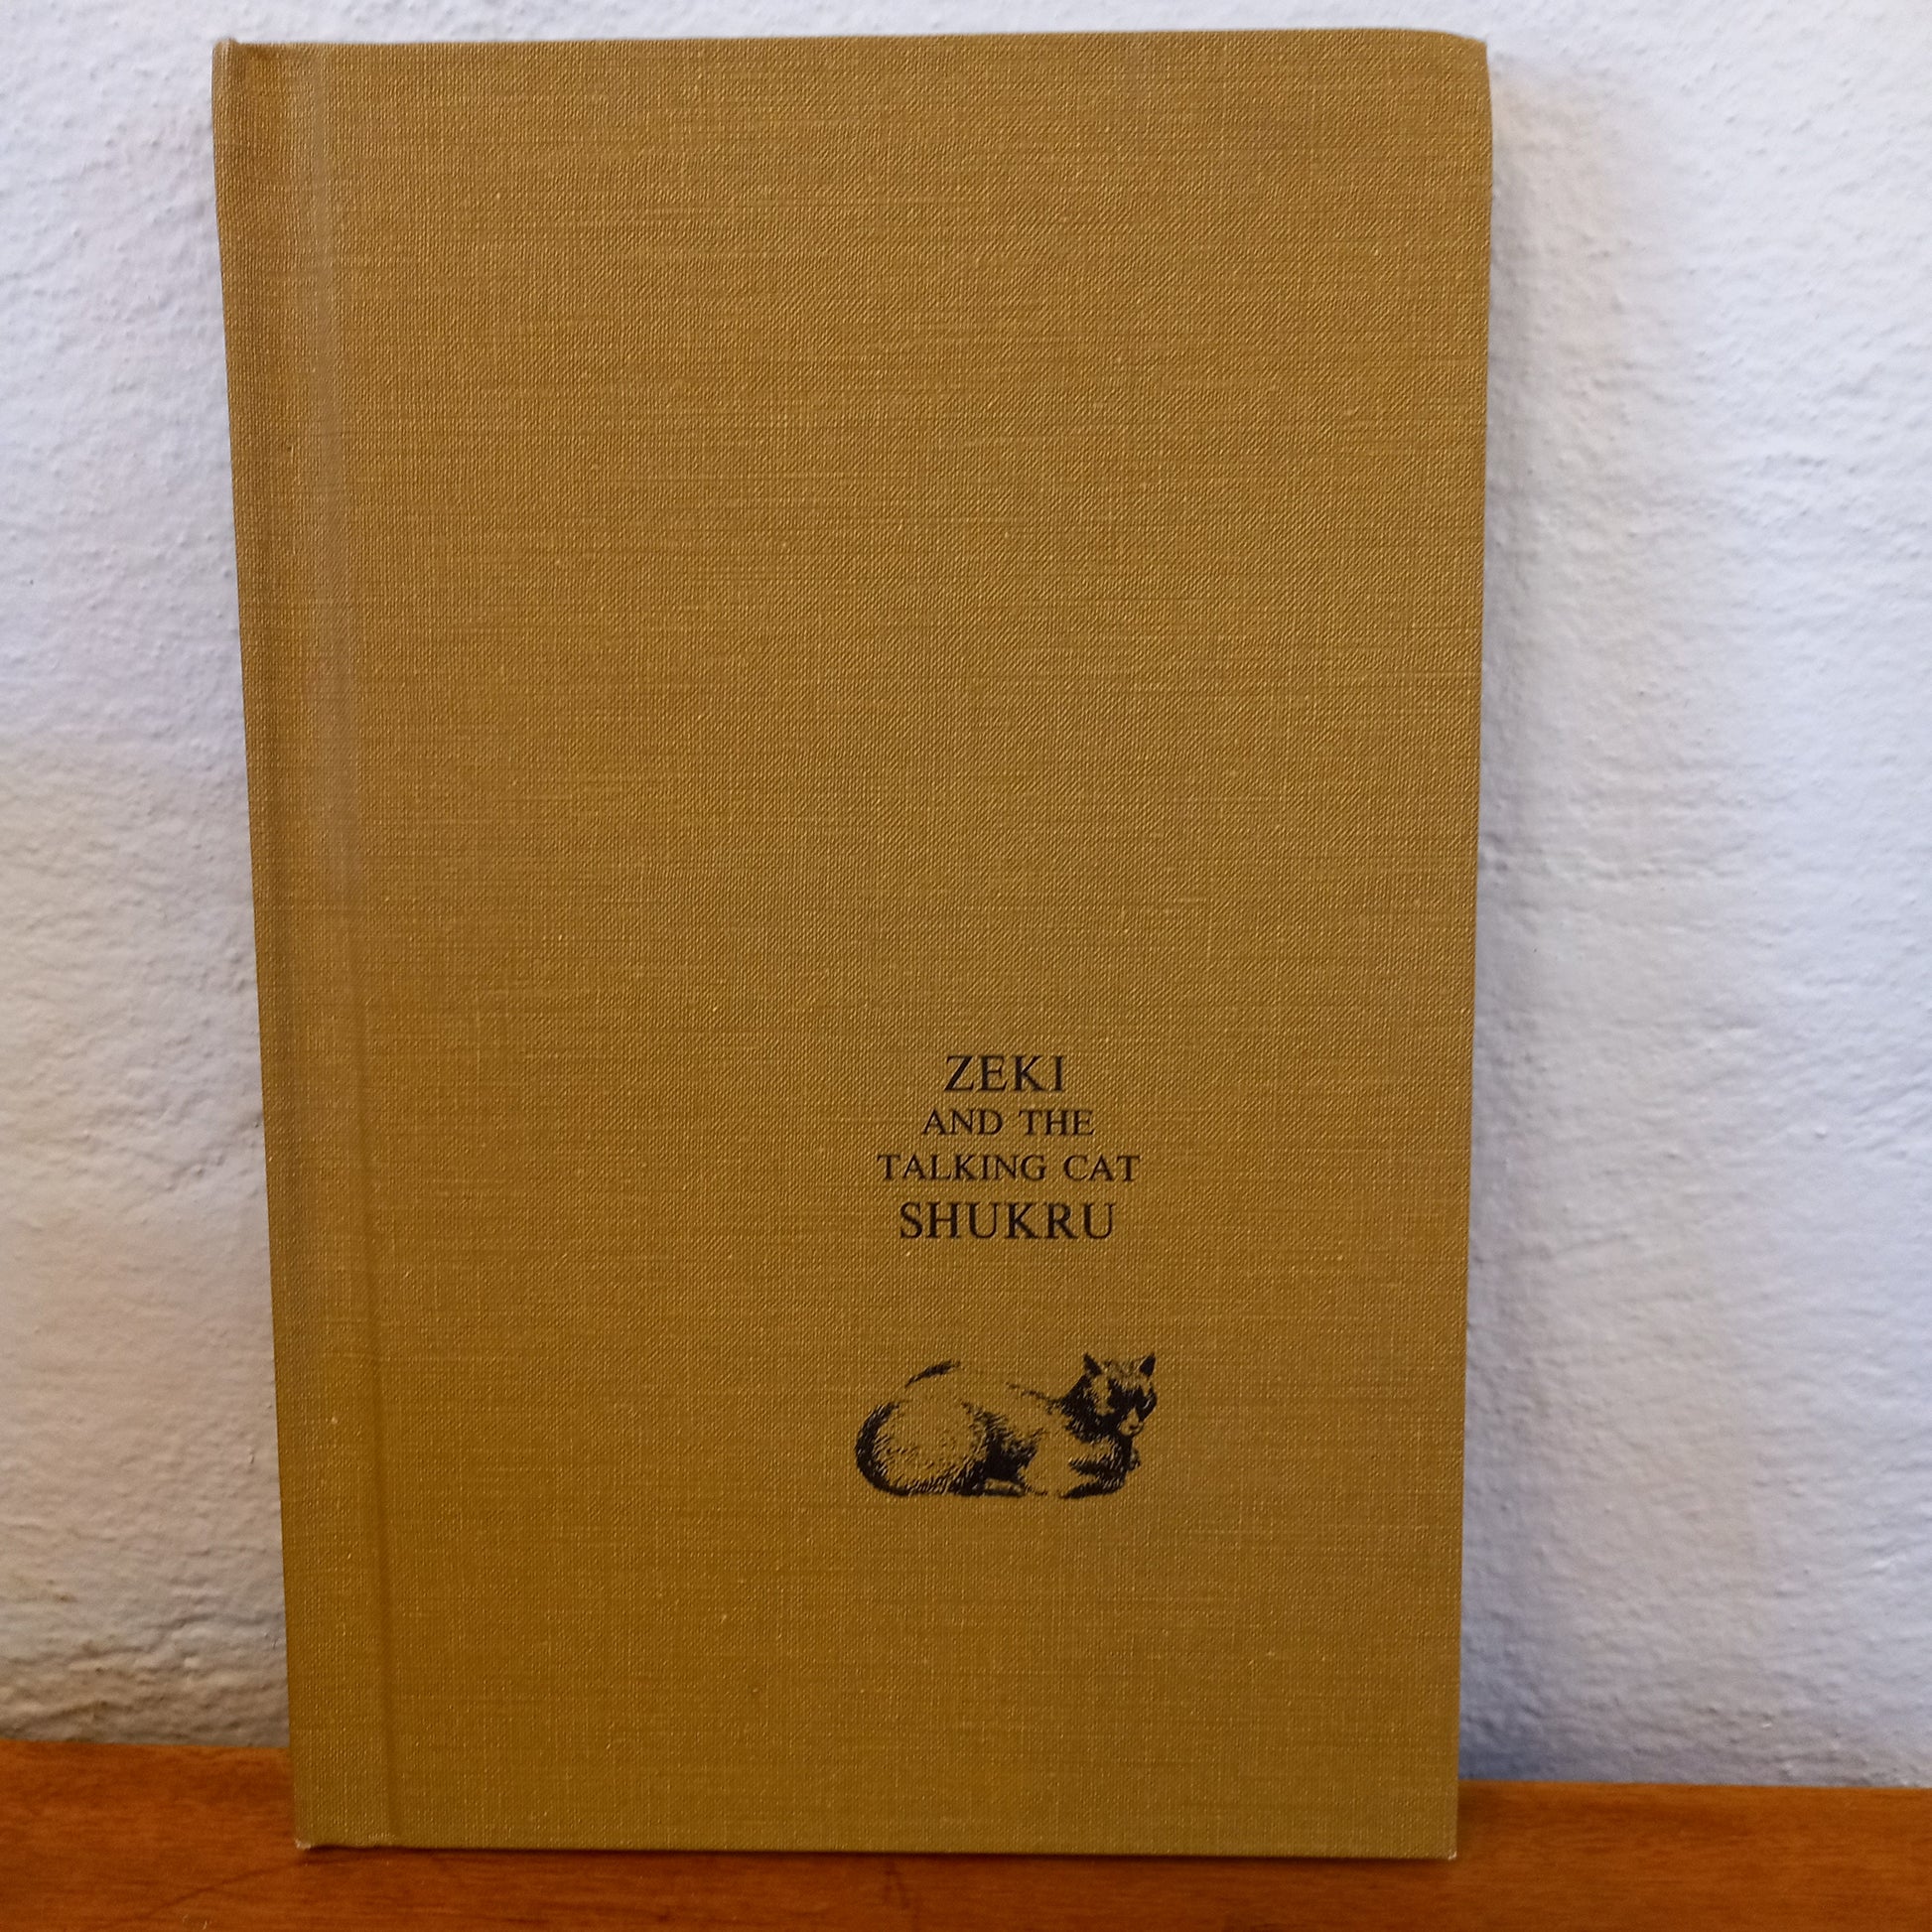 ZEKI
AND THE
TALKING CAT
SHUKRU